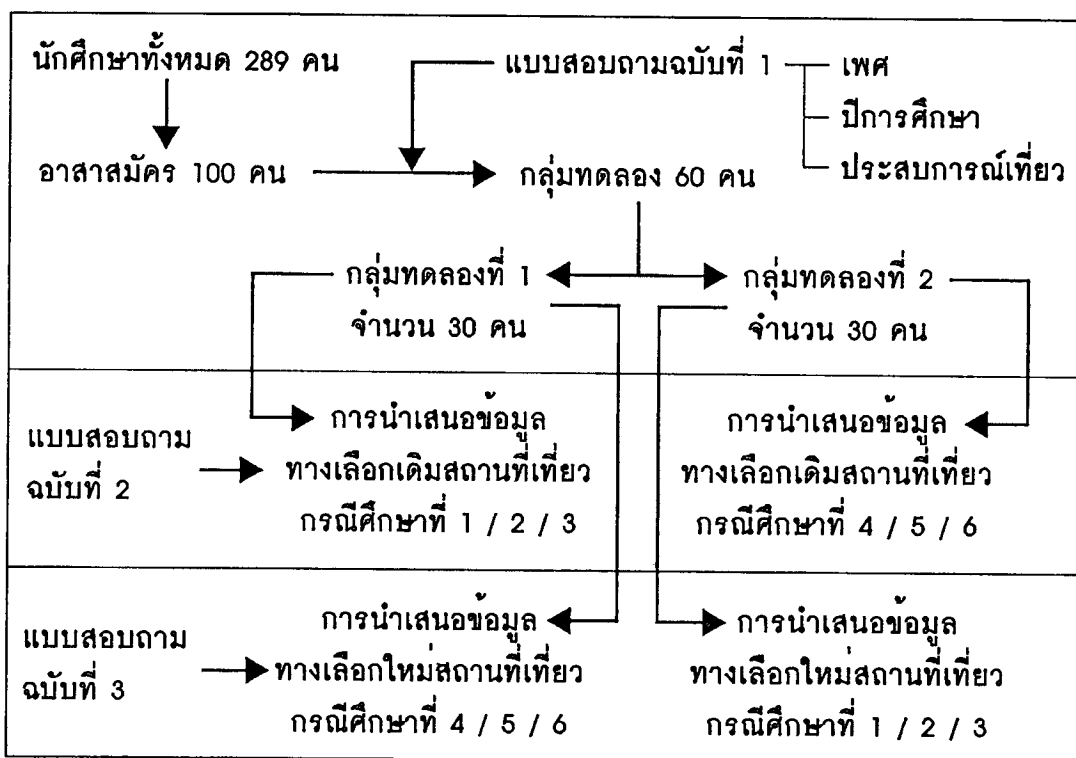 นักศึกษาทั้งหมด 289 คน
แบบสอบถามฉบับที่ 1
เพศ
ปีการศึกษา
ประสบการณ์เที่ยว
อาสาสมัคร 100 คน
กลุ่มทดลอง 60 คน
กลุ่มทดลองที่ 1
จำนวน 30 คน
กลุ่มทดลองที่ 2
จำนวน 30 คน
แบบสอบถาม
ฉบับที่ 2
การนำเสนอข้อมูล
ทางเลือกเดิมสถานที่เที่ยว
กรณีศึกษาที่ 1 / 2 / 3
การนำเสนอข้อมูล
ทางเลือกเดิมสถานที่เที่ยว
กรณีศึกษาที่ 4 / 5 / 6
แบบสอบถาม
ฉบับที่ 3
การนำเสนอข้อมูล
ทางเลือกใหม่สถานที่เที่ยว
กรณีศึกษาที่ 4 / 5 / 6
การนำเสนอข้อมูล
ทางเลือกใหม่สถานที่เที่ยว
กรณีศึกษาที่ 1 / 2 / 3